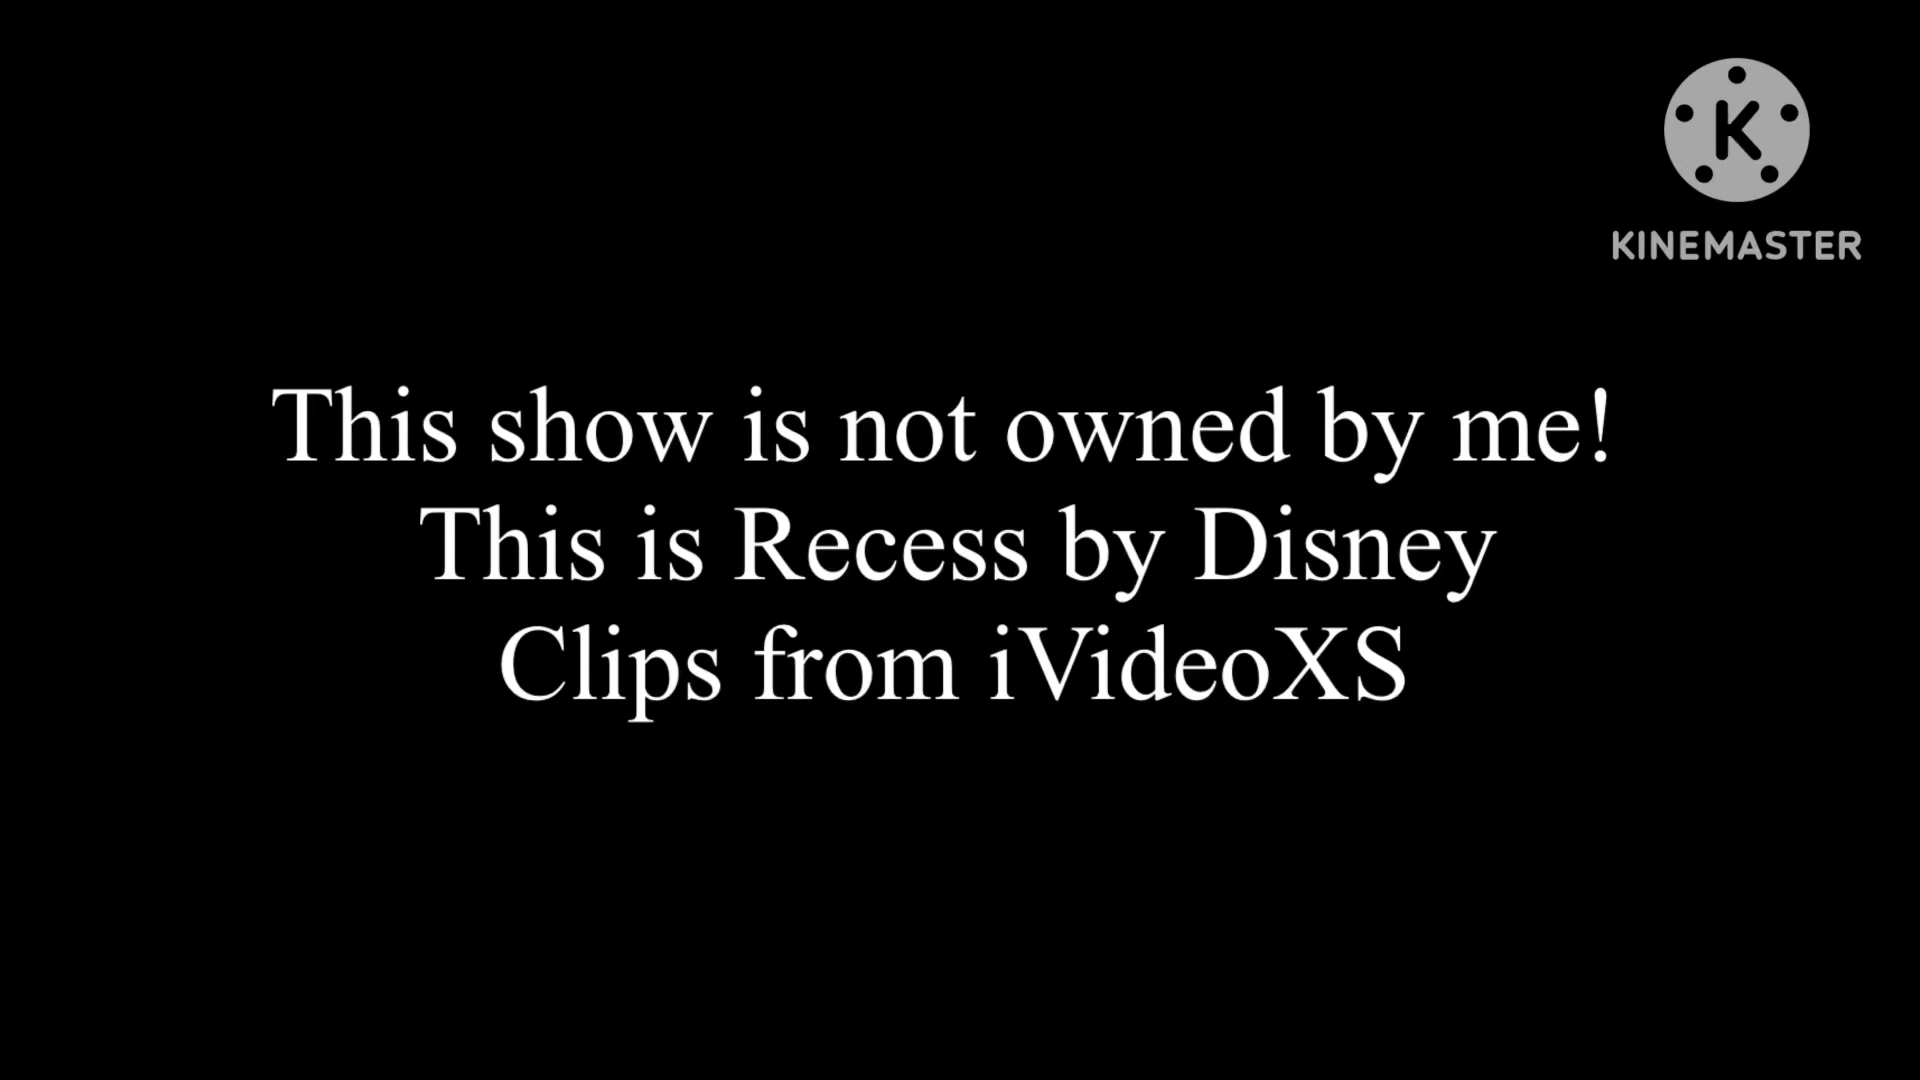 K
KINEMASTER
This show is not owned by me!
This is Recess by Disney
Clips from iVideoXS